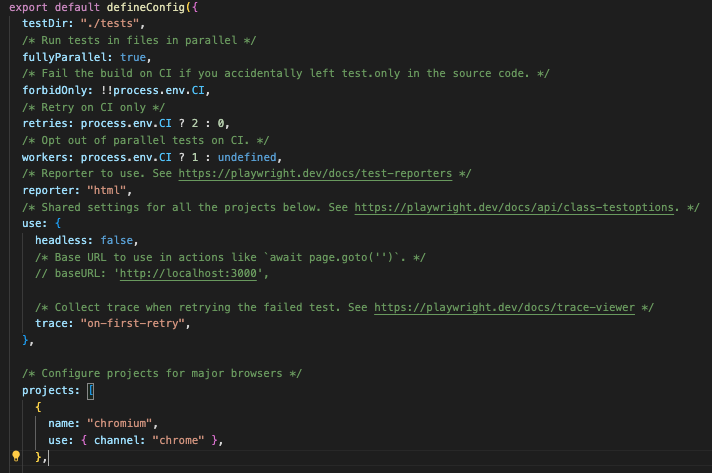 export default defineConfig({
testDir: "./tests",
/* Run tests in files in parallel */
fullyParallel: true,
/* Fail the build on CI if you accidentally left test.only in the source code. */
forbidOnly: !!process.env.CI,
/* Retry on CI only */
retries: process.env.CI ? 2 : 0,
/* Opt out of parallel tests on CI. */
workers: process.env.CI ? 1 : undefined,
/* Reporter to use. See https://playwright.dev/docs/test-reporters */
reporter: "html",
/* Shared settings for all the projects below. See https://playwright.dev/docs/api/class-testoptions. */
use: {
headless: false,
/* Base URL to use in actions like `await page.goto('')`. */
// baseURL: 'http://localhost:3000',
/* Collect trace when retrying the failed test. See https://playwright.dev/docs/trace-viewer */
trace: "on-first-retry",
},
/* Configure projects for major browsers */
projects: [
{
name: "chromium",
use: { channel: "chrome" },
},